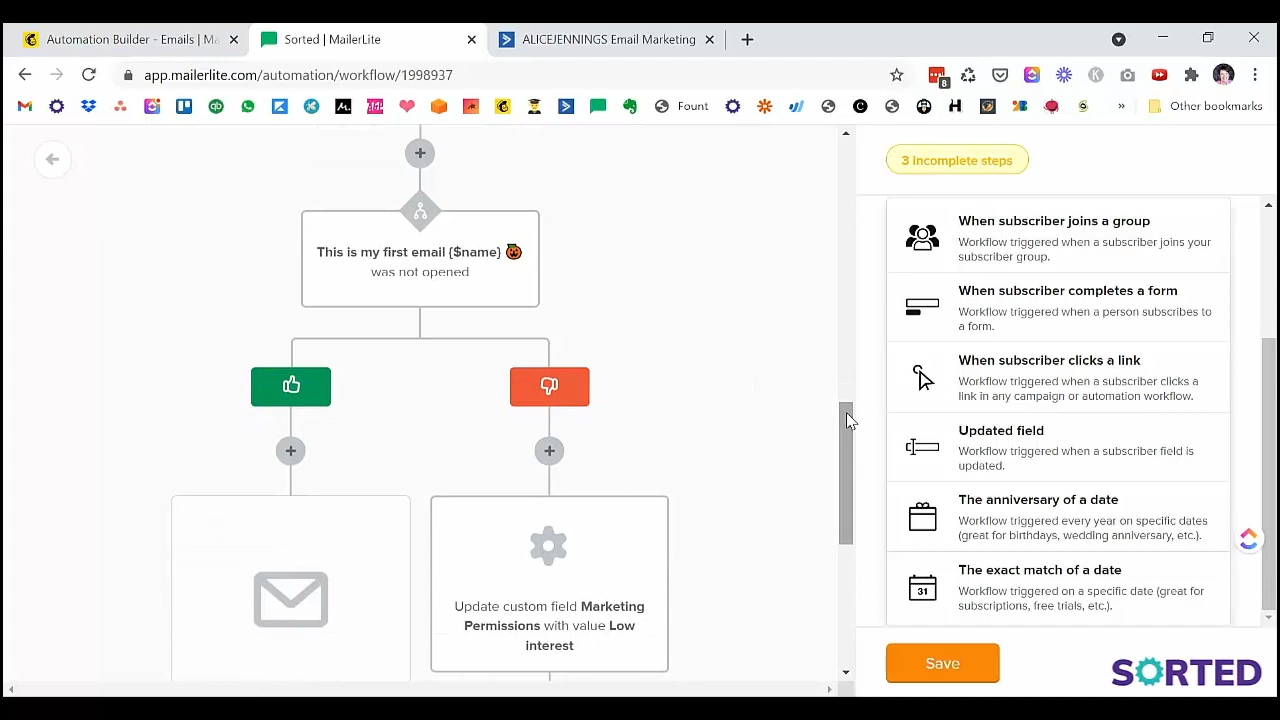 Automation Builder - Emails | Ma
Sorted | MailerLite
ALICEJENNINGS Email Marketing
app.mailerlite.com/automation/workflow/1998937
8
Fount
»
Other bookmarks
3 incomplete steps
This is my first email {$name} 🎃
was not opened
Update custom field Marketing
Permissions with value Low
interest
When subscriber joins a group
Workflow triggered when a subscriber joins your
subscriber group.
When subscriber completes a form
Workflow triggered when a person subscribes to
a form.
When subscriber clicks a link
Workflow triggered when a subscriber clicks a
link in any campaign or automation workflow.
Updated field
Workflow triggered when a subscriber field is
updated.
The anniversary of a date
Workflow triggered every year on specific dates
(great for birthdays, wedding anniversary, etc.).
31
The exact match of a date
Workflow triggered on a specific date (great for
subscriptions, free trials, etc.).
Save
SORTED